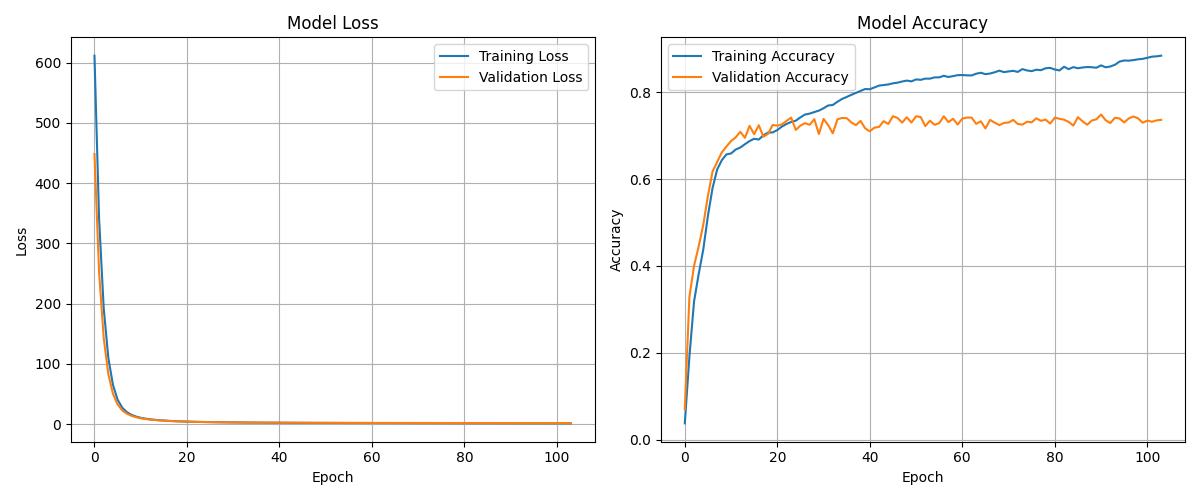 Model Loss
Training Loss
Validation Loss
600
500
400
300
200
100
0
Loss
0 20 40 60 80 100
Epoch
Model Accuracy
Training Accuracy
Validation Accuracy
0.8
0.6
0.4
0.2
0.0
Accuracy
0 20 40 60 80 100
Epoch